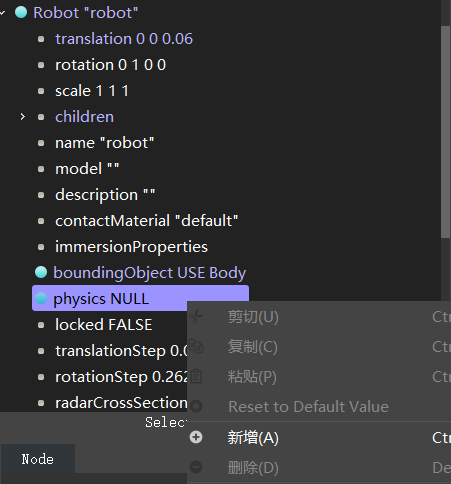 Robot "robot"
translation 0 0 0.06
rotation 0 1 0 0
scale 1 1 1
children
name "robot"
model ""
description ""
contactMaterial "default"
immersionProperties
boundingObject USE Body
physics NULL
locked FALSE
剪切(U) Ctr
translationStep 0.0
复制(C) Ctr
rotationStep 0.262
粘贴(P) Ctr
radarCrossSection
Reset to Default Value
Selec
新增(A) Ctr
Node
删除(D) De